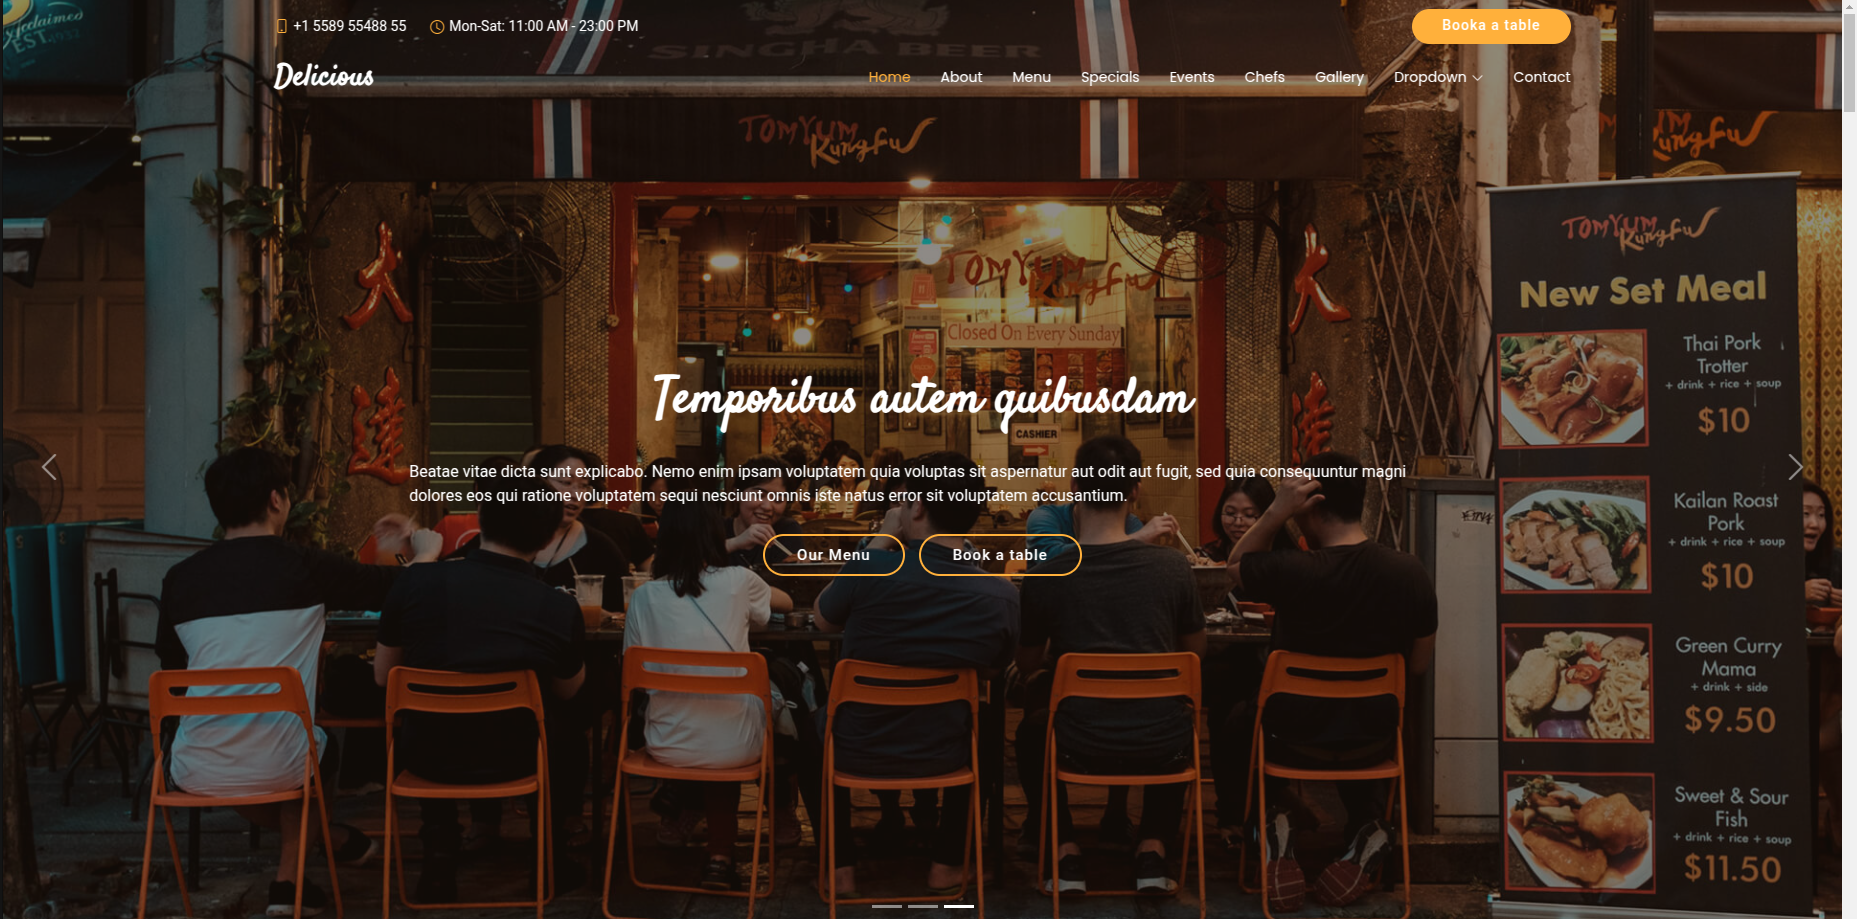 +1 5589 55488 55
Mon-Sat: 11:00 AM - 23:00 PM
Booka a table
SINGHA BEER
Delicious
Home
About
Menu
Specials
Events
Chefs
Gallery
Dropdown
Contact
TOMYUM
Kungfu
Kungfu
TOMYUM
Kungfu
New Set Meal
TOMYUM
Kungfu
Closed On Every Sunday
Thai Pork
Trotter
+ drink + rice + soup
$10
Temporibus autem quibusdam
CASHIER
Beatae vitae dicta sunt explicabo. Nemo enim ipsam voluptatem quia voluptas sit aspernatur aut odit aut fugit, sed quia consequuntur magni
dolores eos qui ratione voluptatem sequi nesciunt omnis iste natus error sit voluptatem accusantium.
Our Menu
Book a table
Kailan Roast
Pork
+ drink + rice + soup
$10
Green Curry
Mama
+ drink + side
$9.50
Sweet & Sour
Fish
+ drink + rice + soup
$11.50